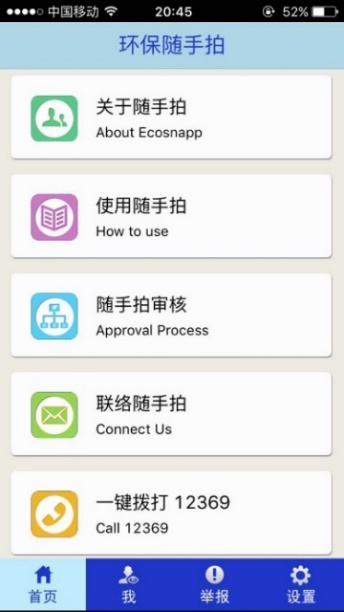 中国移动 20:45 52%
环保随手拍
关于随手拍
About Ecosnapp
使用随手拍
How to use
随手拍审核
Approval Process
联络随手拍
Connect Us
一键拨打 12369
Call 12369
首页 我 举报 设置